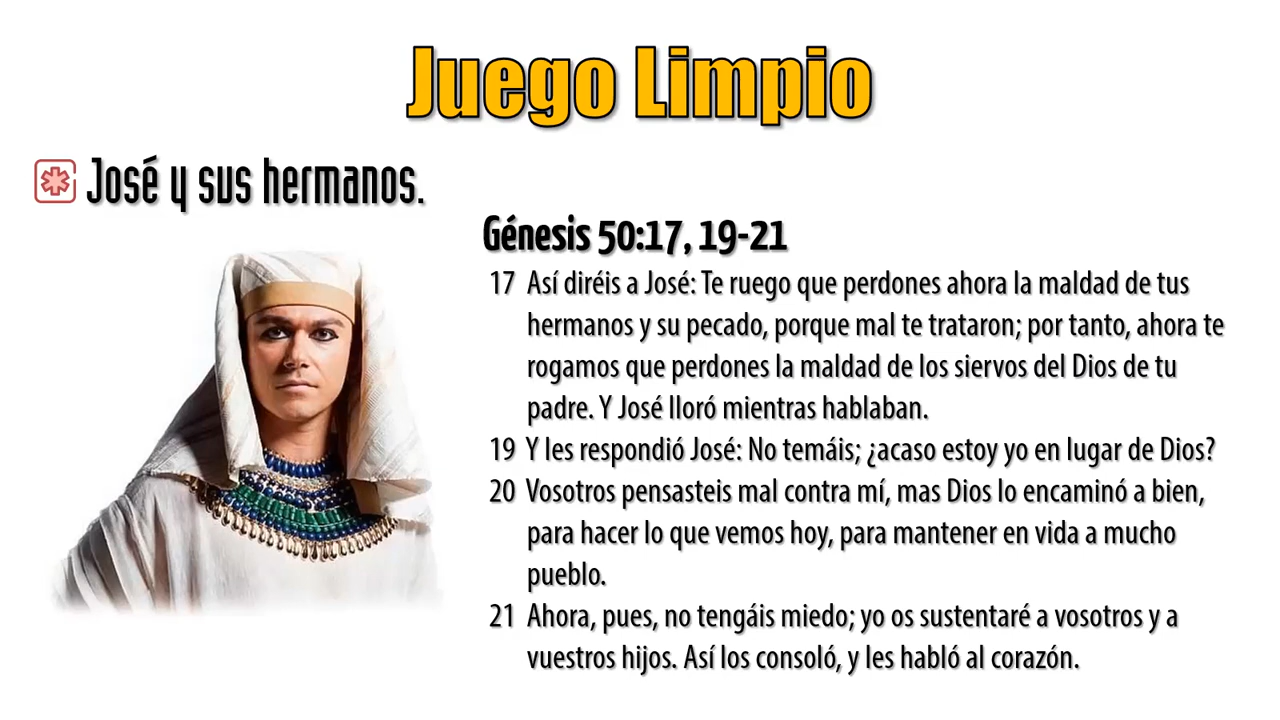 Juego Limpio
José y sus hermanos.
Génesis 50:17, 19-21
17 Así diréis a José: Te ruego que perdones ahora la maldad de tus
hermanos y su pecado, porque mal te trataron; por tanto, ahora te
rogamos que perdones la maldad de los siervos del Dios de tu
padre. Y José lloró mientras hablaban.
19 Y les respondió José: No temáis; ¿acaso estoy yo en lugar de Dios?
20 Vosotros pensasteis mal contra mí, mas Dios lo encaminó a bien,
para hacer lo que vemos hoy, para mantener en vida a mucho
pueblo.
21 Ahora, pues, no tengáis miedo; yo os sustentaré a vosotros y a
vuestros hijos. Así los consoló, y les habló al corazón.